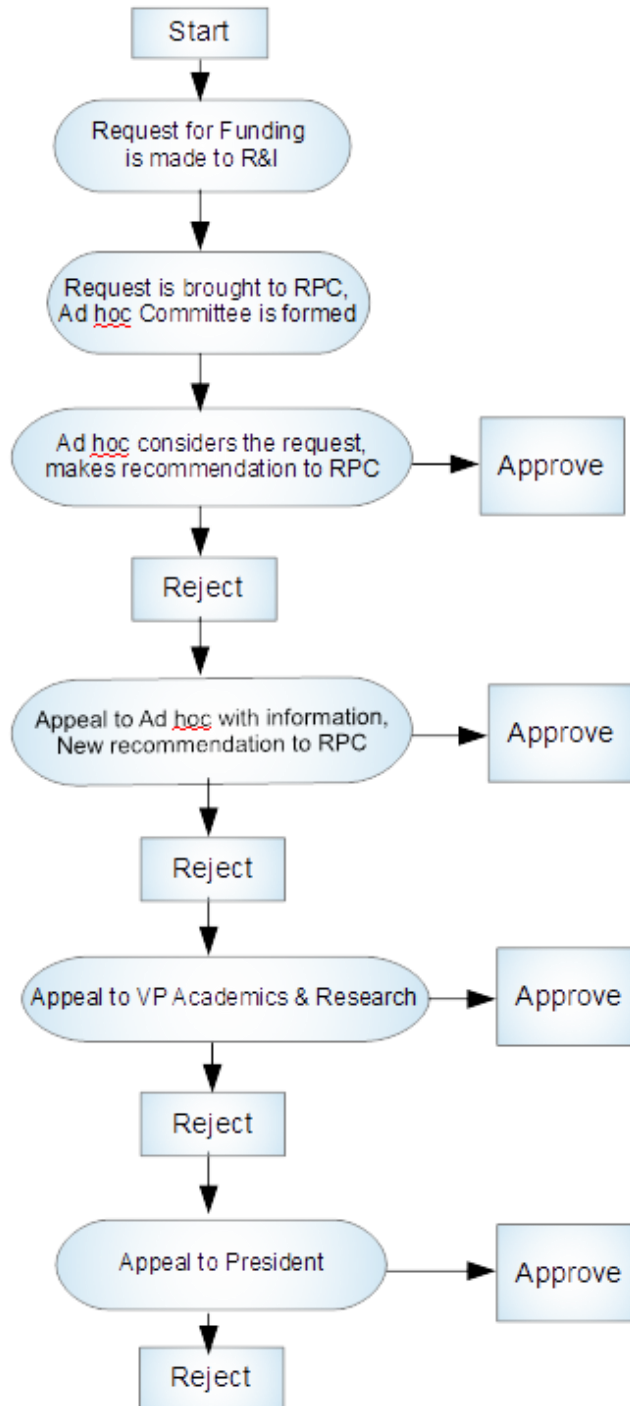 Start
Request for Funding
is made to R&I
Request is brought to RPC,
Ad hoc Committee is formed
Ad hoc considers the request,
makes recommendation to RPC
Approve
Reject
Appeal to Ad hoc with information,
New recommendation to RPC
Approve
Reject
Appeal to VP Academics & Research
Approve
Reject
Appeal to President
Approve
Reject